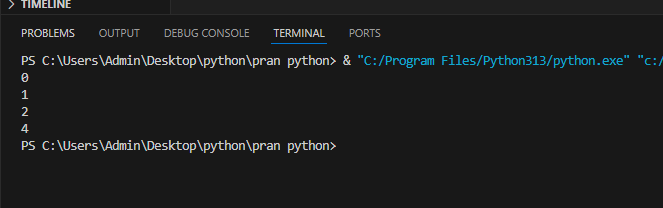 TIMELINE
PROBLEMS OUTPUT DEBUG CONSOLE TERMINAL PORTS
PS C:\Users\Admin\Desktop\python\pran python> & "C:/Program Files/Python313/python.exe" "c:/
0
1
2
4
PS C:\Users\Admin\Desktop\python\pran python>